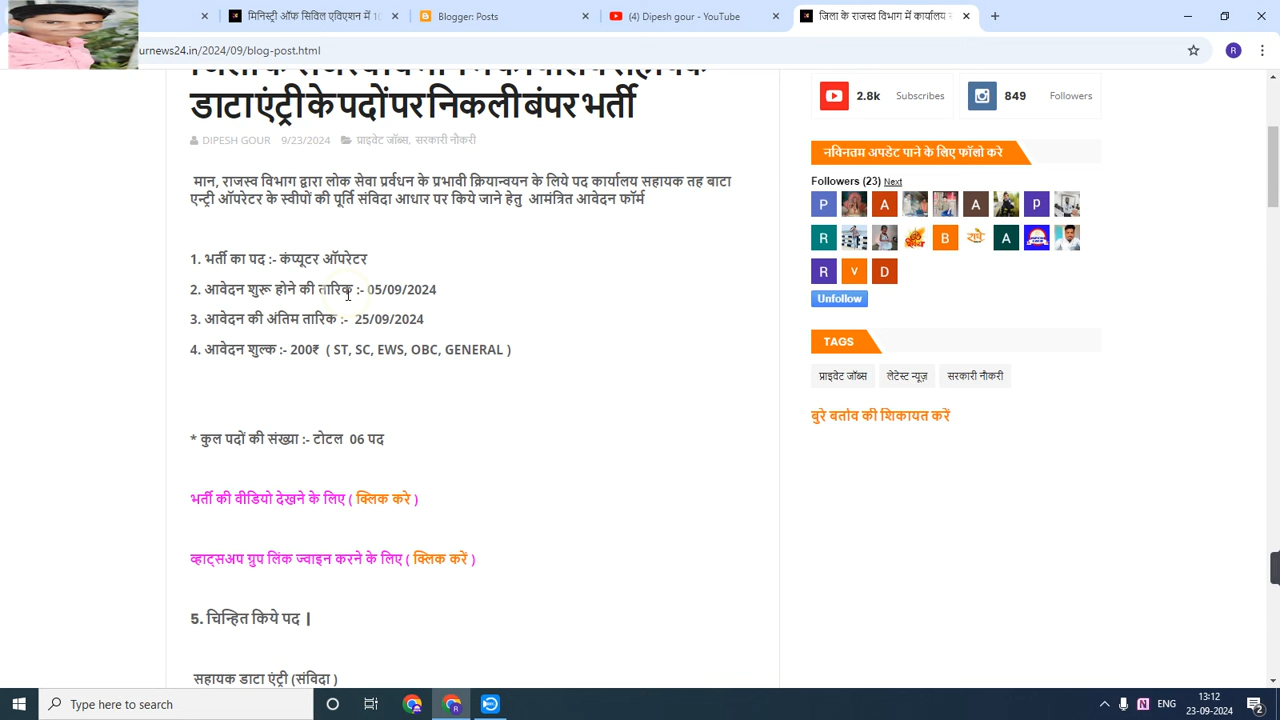 मिनिस्ट्री ऑफ सिविल एविएशन में
Blogger: Posts
(4) Dipesh gour - YouTube
जिला के राजस्व विभाग में कार्यालय
urnews24.in/2024/09/blog-post.html
डाटा एंट्री के पदों पर निकली बंपर भर्ती
DIPESH GOUR 9/23/2024 प्राइवेट जॉब्स, सरकारी नौकरी
मान, राजस्व विभाग द्वारा लोक सेवा प्रर्वधन के प्रभावी क्रियान्वयन के लिये पद कार्यालय सहायक तह बाटा
एन्ट्री ऑपरेटर के स्वीपों की पूर्ति संविदा आधार पर किये जाने हेतु आमंत्रित आवेदन फॉर्म
1. भर्ती का पद :- कंप्यूटर ऑपरेटर
2. आवेदन शुरू होने की तारिक :- 05/09/2024
3. आवेदन की अंतिम तारिक :- 25/09/2024
4. आवेदन शुल्क :- 200₹ ( ST, SC, EWS, OBC, GENERAL )
* कुल पदों की संख्या :- टोटल 06 पद
भर्ती की वीडियो देखने के लिए ( क्लिक करे )
व्हाट्सअप ग्रुप लिंक ज्वाइन करने के लिए ( क्लिक करें )
5. चिन्हित किये पद |
सहायक डाटा एंट्री (संविदा )
2.8k Subscribes
849 Followers
नविनतम अपडेट पाने के लिए फॉलो करे
Followers (23) Next
P A A p
R B राधे A
R v D
Unfollow
TAGS
प्राइवेट जॉब्स लेटेस्ट न्यूज़ सरकारी नौकरी
बुरे बर्ताव की शिकायत करें
Type here to search
ENG
13:12
23-09-2024
2